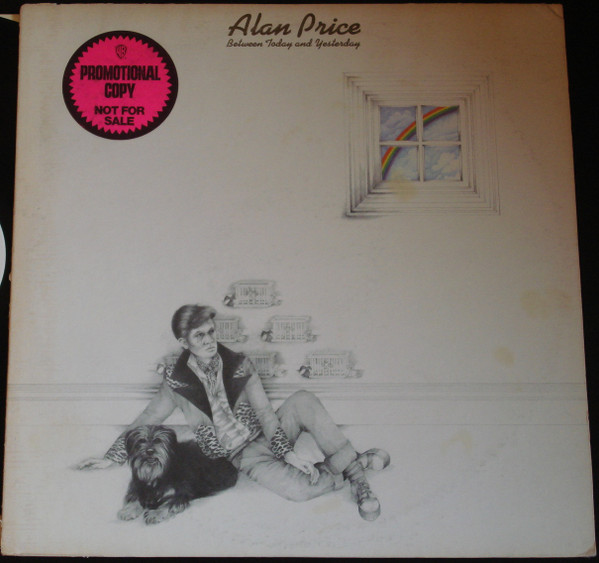 Alan Price
Between Today and Yesterday
PROMOTIONAL
COPY
NOT FOR
SALE